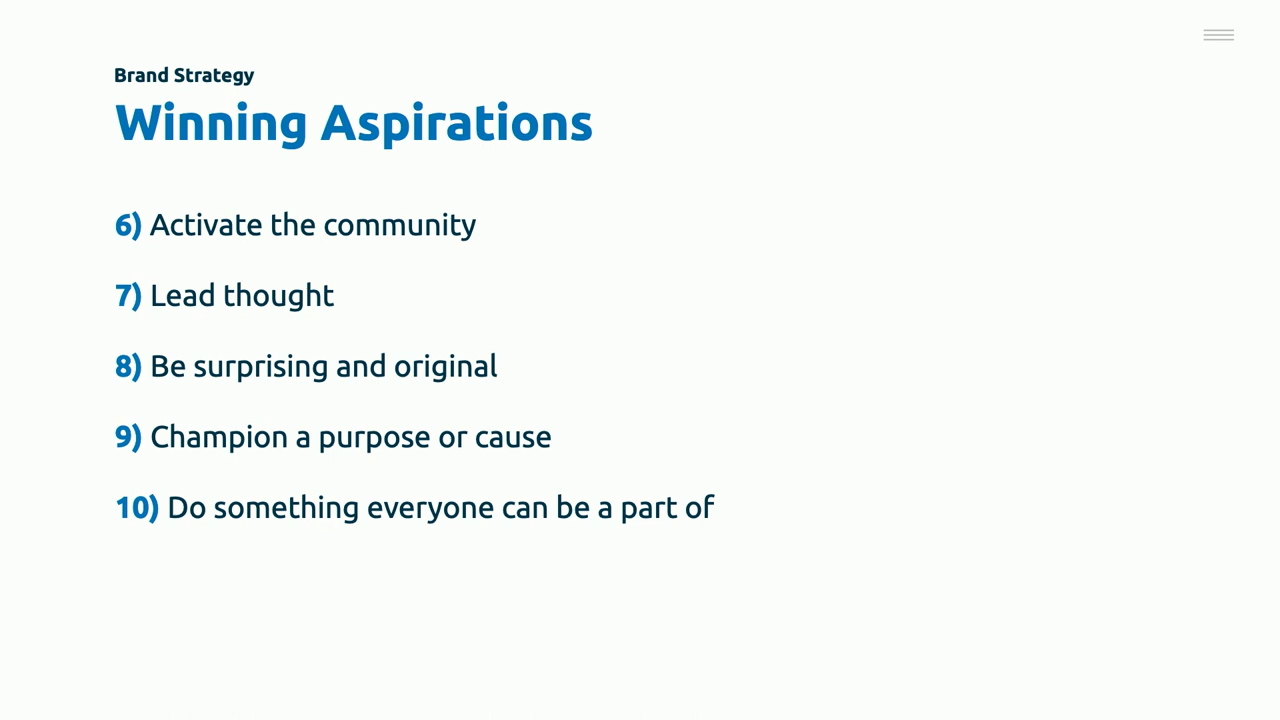 Brand Strategy
Winning Aspirations
6) Activate the community
7) Lead thought
8) Be surprising and original
9) Champion a purpose or cause
10) Do something everyone can be a part of